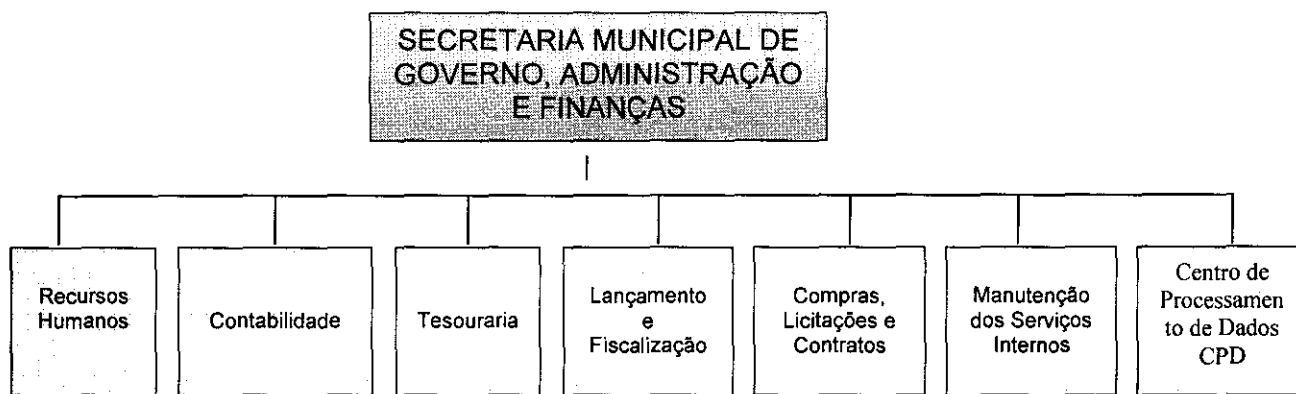 SECRETARIA MUNICIPAL DE
GOVERNO, ADMINISTRAÇÃO
E FINANÇAS
Recursos
Humanos
Contabilidade
Tesouraria
Lançamento
e
Fiscalização
Compras,
Licitações e
Contratos
Manutenção
dos Serviços
Internos
Centro de
Processamen
to de Dados
CPD